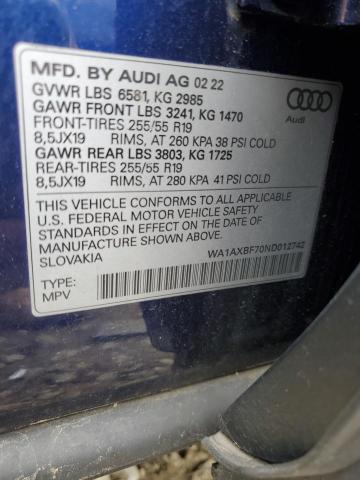 MFD. BY AUDI AG 02 22
GVWR LBS 6581, KG 2985
GAWR FRONT LBS 3241, KG 1470
FRONT-TIRES 255/55 R19
8,5JX19 RIMS, AT 260 KPA 38 PSI COLD
GAWR REAR LBS 3803, KG 1725
REAR-TIRES 255/55 R19
8,5JX19 RIMS, AT 280 KPA 41 PSI COLD
Audi
THIS VEHICLE CONFORMS TO ALL APPLICABLE
U.S. FEDERAL MOTOR VEHICLE SAFETY
STANDARDS IN EFFECT ON THE DATE OF
MANUFACTURE SHOWN ABOVE.
SLOVAKIA
WA1AXBF70ND012742
TYPE:
MPV